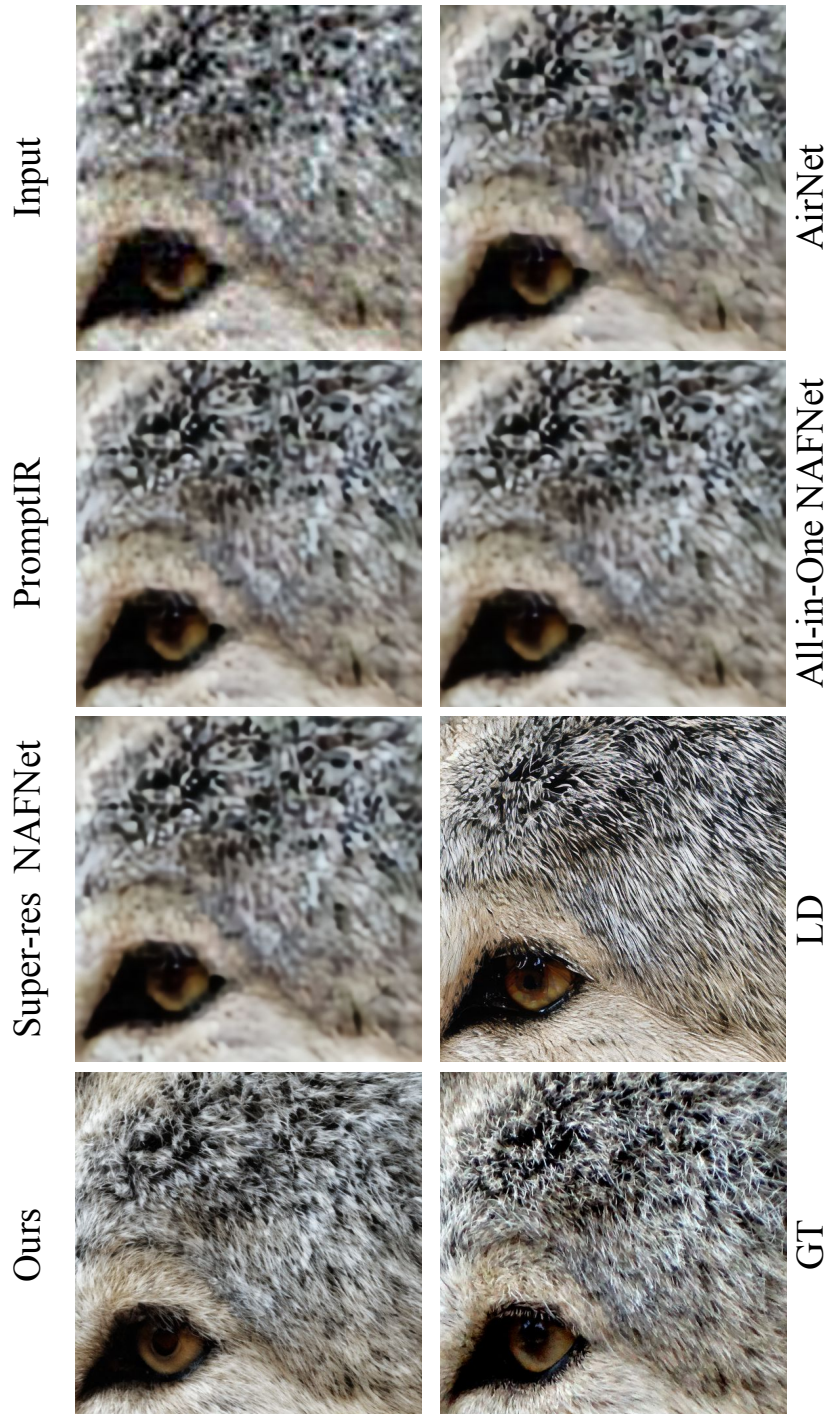 Input
AirNet
PromptIR
All-in-One NAFNet
Super-res NAFNet
LD
Ours
GT